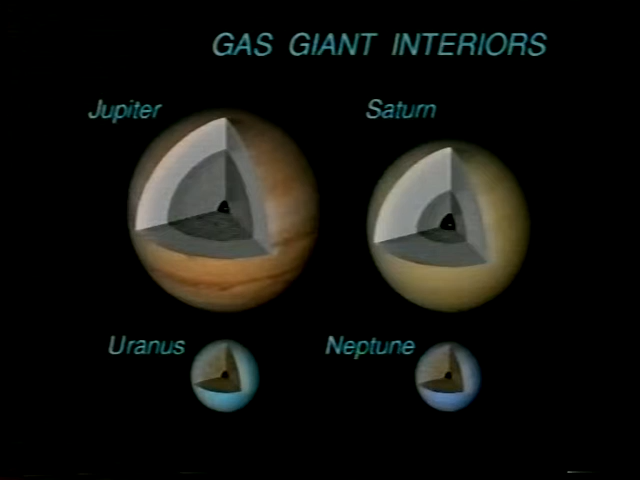 GAS GIANT INTERIORS
Jupiter
Saturn
Uranus
Neptune